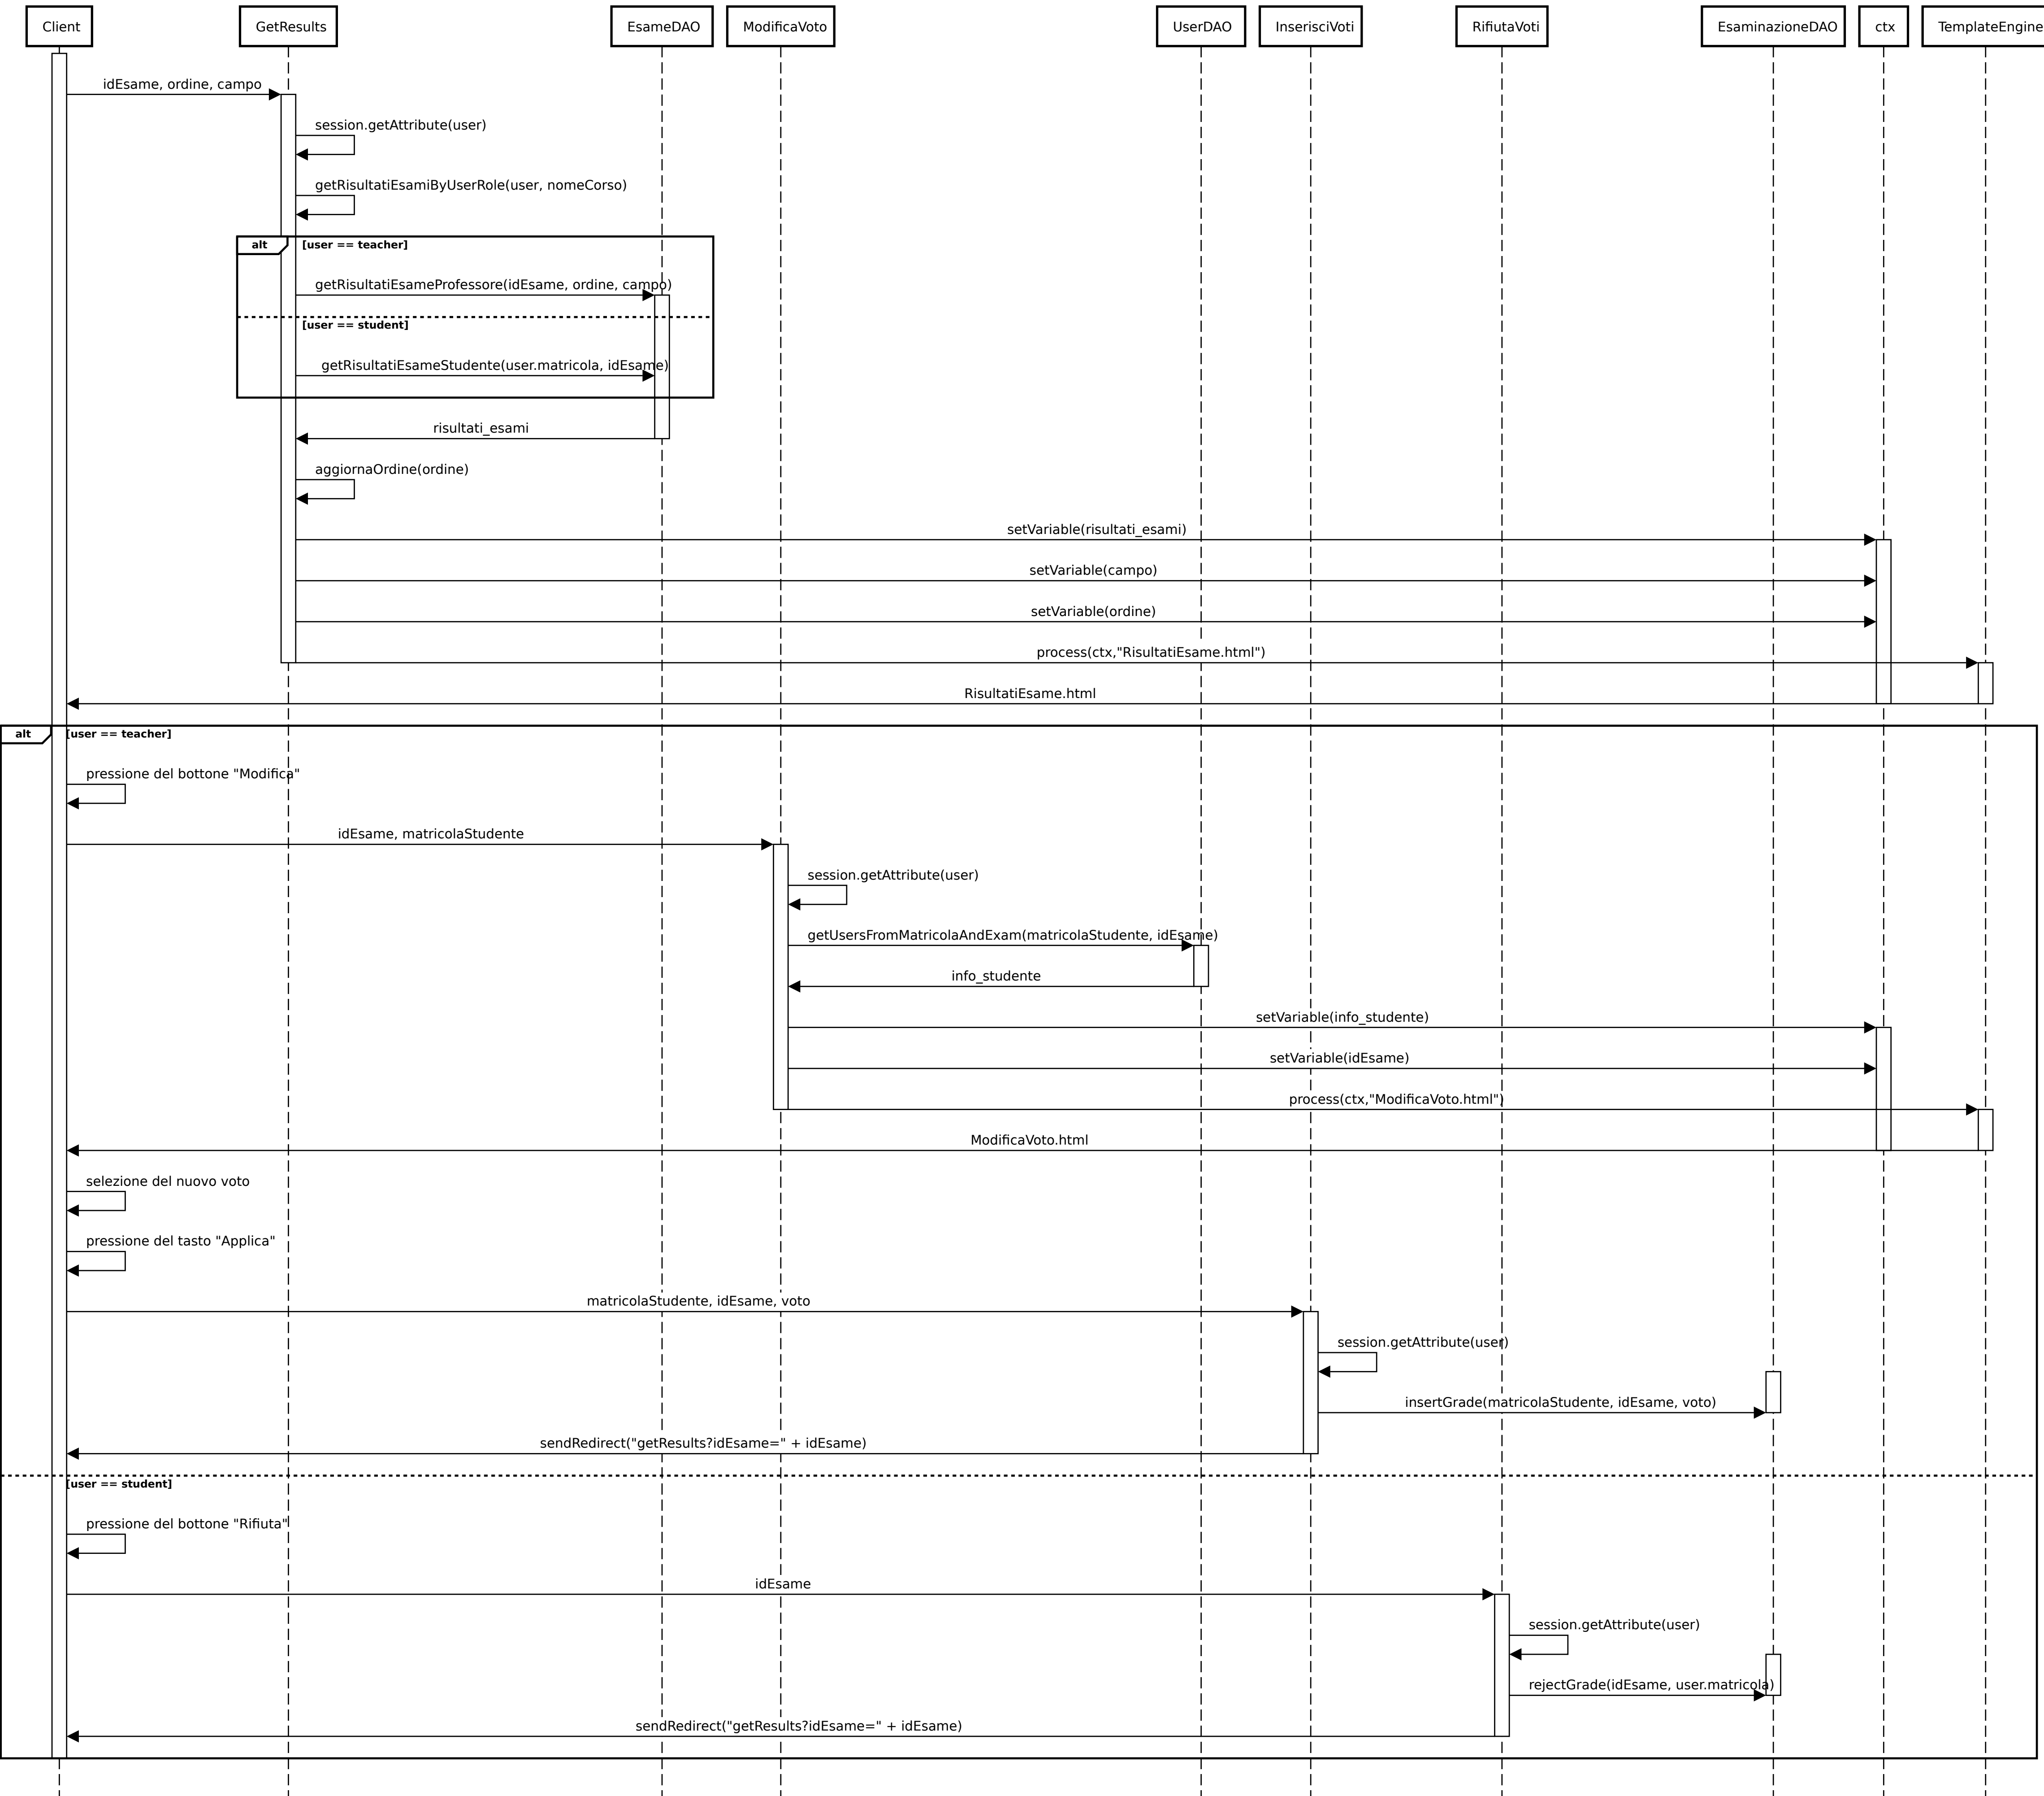 Client
GetResults
EsameDAO
ModificaVoto
UserDAO
InserisciVoti
RifiutaVoti
EsaminazioneDAO
ctx
TemplateEngine
idEsame, ordine, campo
session.getAttribute(user)
getRisultatiEsamiByUserRole(user, nomeCorso)
alt
[user == teacher]
getRisultatiEsameProfessore(idEsame, ordine, campo)
[user == student]
getRisultatiEsameStudente(user.matricola, idEsame)
risultati_esami
aggiornaOrdine(ordine)
setVariable(risultati_esami)
setVariable(campo)
setVariable(ordine)
process(ctx,"RisultatiEsame.html")
RisultatiEsame.html
alt
[user == teacher]
pressione del bottone "Modifica"
idEsame, matricolaStudente
session.getAttribute(user)
getUsersFromMatricolaAndExam(matricolaStudente, idEsame)
info_studente
setVariable(info_studente)
setVariable(idEsame)
process(ctx,"ModificaVoto.html")
ModificaVoto.html
selezione del nuovo voto
pressione del tasto "Applica"
matricolaStudente, idEsame, voto
session.getAttribute(user)
insertGrade(matricolaStudente, idEsame, voto)
sendRedirect("getResults?idEsame=" + idEsame)
[user == student]
pressione del bottone "Rifiuta"
idEsame
session.getAttribute(user)
rejectGrade(idEsame, user.matricola)
sendRedirect("getResults?idEsame=" + idEsame)